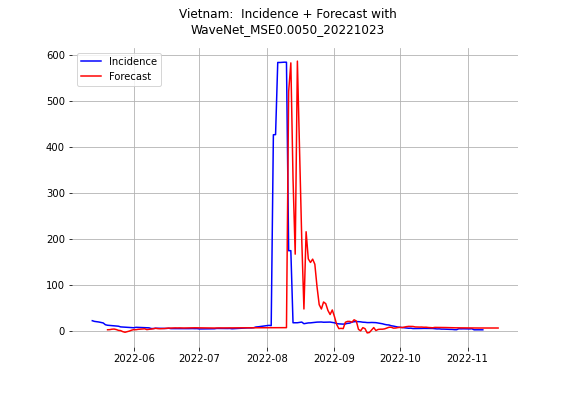 Vietnam:  Incidence + Forecast with
WaveNet_MSE0.0050_20221023
Incidence
Forecast
600
500
400
300
200
100
0
2022-06 2022-07 2022-08 2022-09 2022-10 2022-11